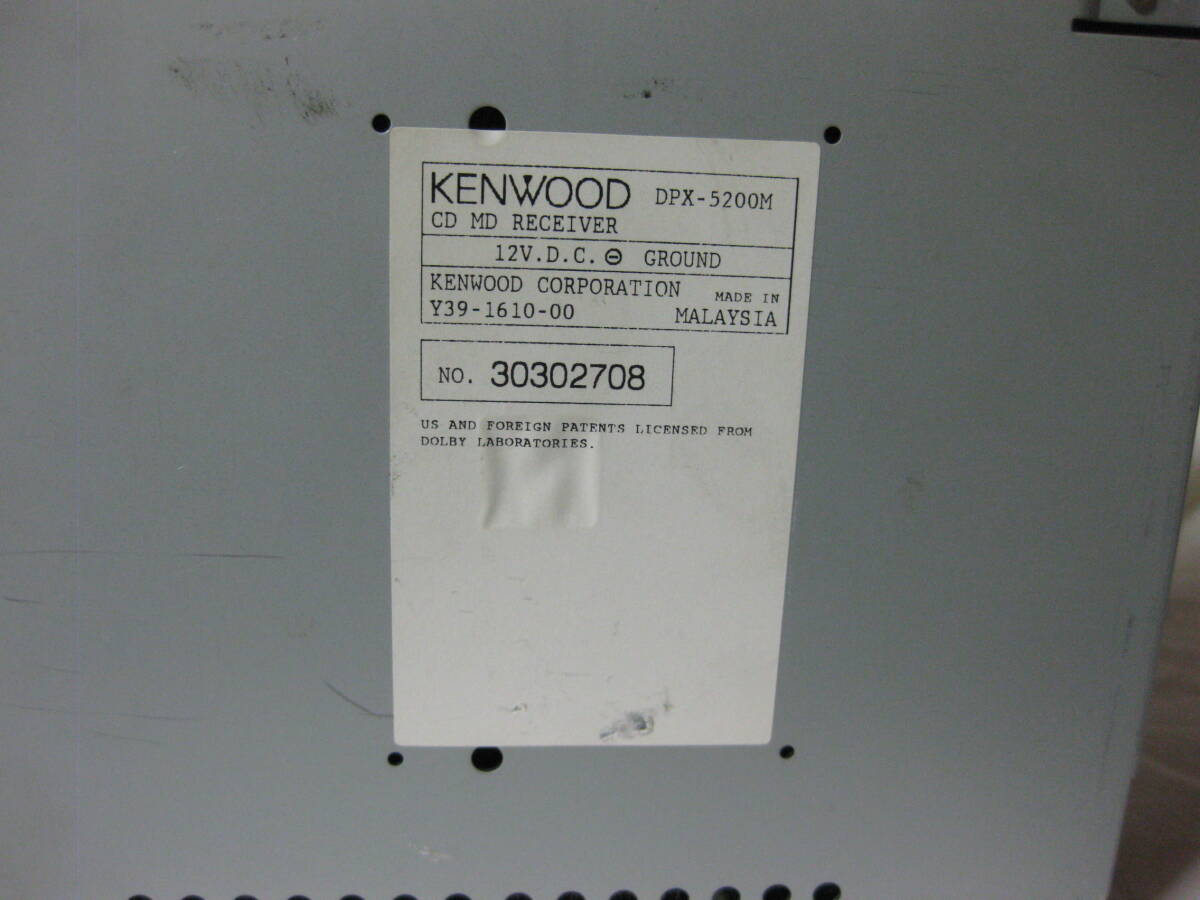 KENWOOD DPX-5200M
CD MD RECEIVER
12V.D.C. ⊖ GROUND
KENWOOD CORPORATION MADE IN
Y39-1610-00 MALAYSIA
NO. 30302708
US AND FOREIGN PATENTS LICENSED FROM
DOLBY LABORATORIES.